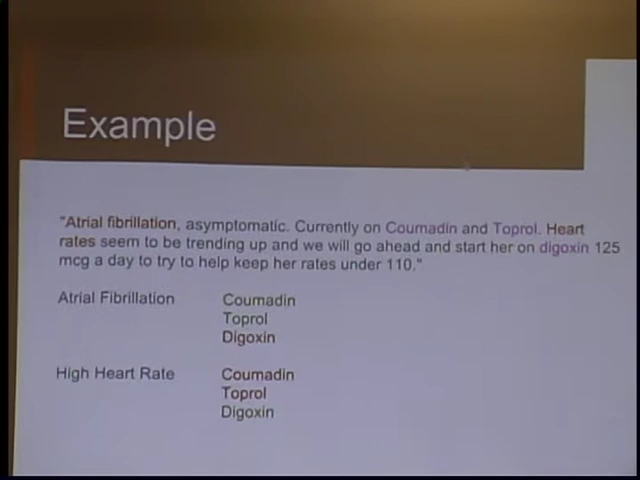 Example
"Atrial fibrillation, asymptomatic. Currently on Coumadin and Toprol. Heart
rates seem to be trending up and we will go ahead and start her on digoxin 125
mcg a day to try to help keep her rates under 110."
Atrial Fibrillation Coumadin
Toprol
Digoxin
High Heart Rate Coumadin
Toprol
Digoxin